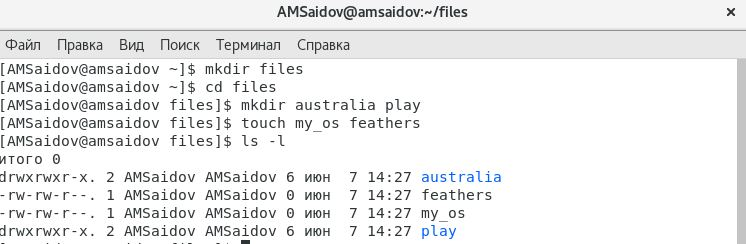 AMSaidov@amsaidov:~/files
Файл Правка Вид Поиск Терминал Справка
[AMSaidov@amsaidov ~]$ mkdir files
[AMSaidov@amsaidov ~]$ cd files
[AMSaidov@amsaidov files]$ mkdir australia play
[AMSaidov@amsaidov files]$ touch my_os feathers
[AMSaidov@amsaidov files]$ ls -l
итого 0
drwxrwxr-x. 2 AMSaidov AMSaidov 6 июн  7 14:27 australia
-rw-rw-r--. 1 AMSaidov AMSaidov 0 июн  7 14:27 feathers
-rw-rw-r--. 1 AMSaidov AMSaidov 0 июн  7 14:27 my_os
drwxrwxr-x. 2 AMSaidov AMSaidov 6 июн  7 14:27 play
[AMSaidov@amsaidov files]$